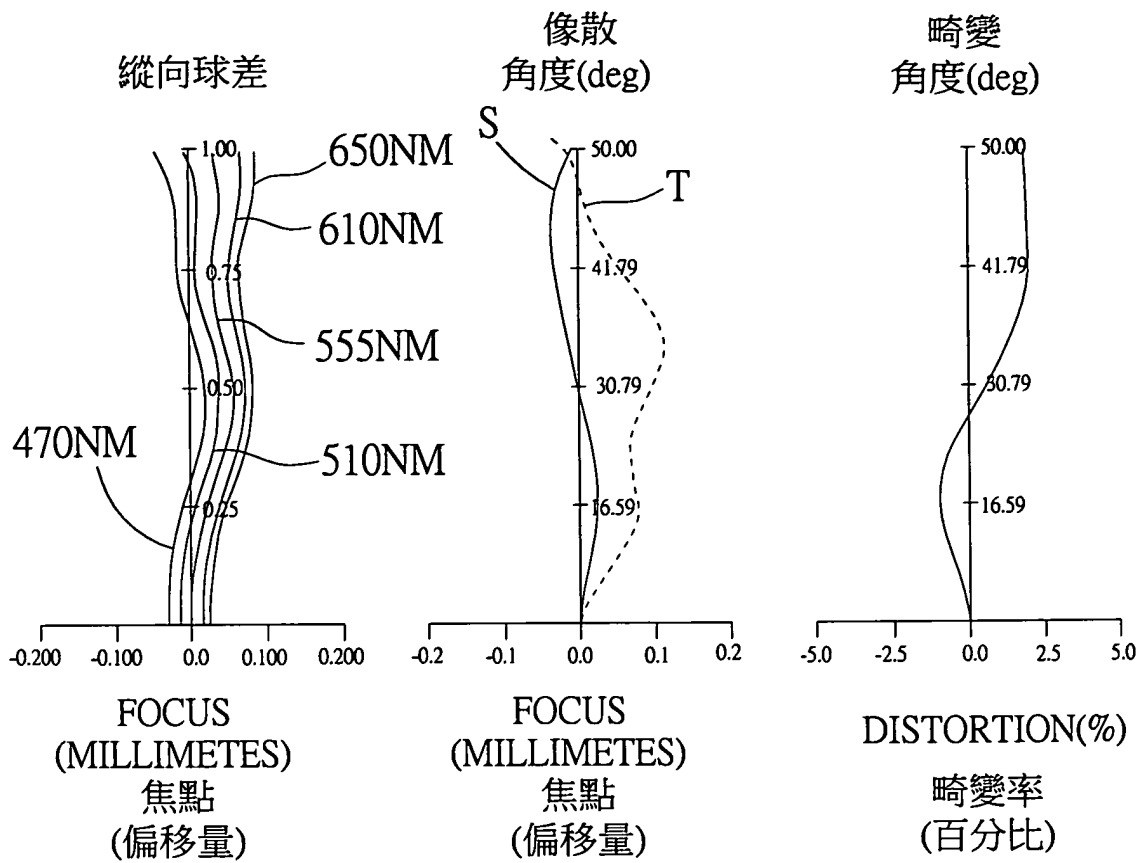 縱向球差
1.00
0.75
0.50
0.25
650NM
610NM
555NM
510NM
470NM
-0.200 -0.100 0.0 0.100 0.200
FOCUS
(MILLIMETES)
焦點
(偏移量)
像散
角度(deg)
S
T
50.00
41.79
30.79
16.59
-0.2 -0.1 0.0 0.1 0.2
FOCUS
(MILLIMETES)
焦點
(偏移量)
畸變
角度(deg)
50.00
41.79
30.79
16.59
-5.0 -2.5 0.0 2.5 5.0
DISTORTION(%)
畸變率
(百分比)